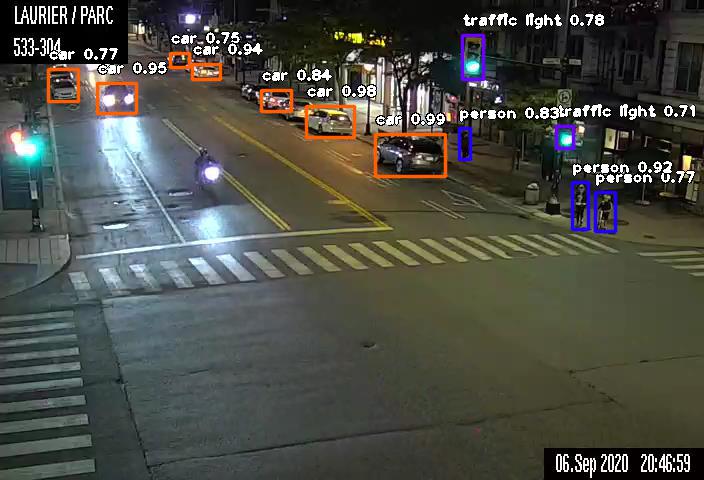 LAURIER / PARC
533-304
car 0.77
car 0.95
car 0.75
car 0.94
car 0.84
car 0.98
car 0.99
traffic light 0.78
person 0.83
traffic light 0.71
person 0.92
person 0.77
06.Sep 2020 20:46:59